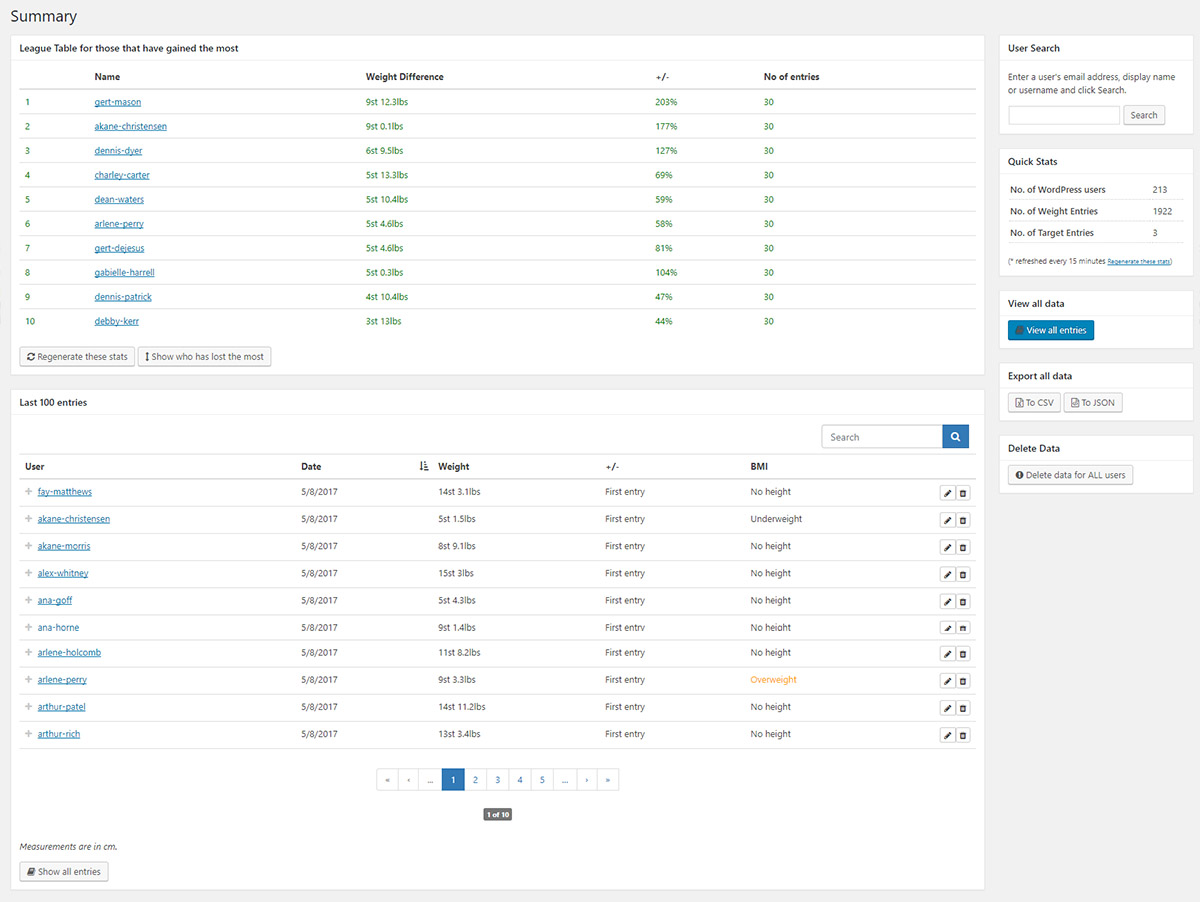 Summary
League Table for those that have gained the most
Name Weight Difference +/- No of entries
1 gert-mason 9st 12.3lbs 203% 30
2 akane-christensen 9st 0.1lbs 177% 30
3 dennis-dyer 6st 9.5lbs 127% 30
4 charley-carter 5st 13.3lbs 69% 30
5 dean-waters 5st 10.4lbs 59% 30
6 arlene-perry 5st 4.6lbs 58% 30
7 gert-dejesus 5st 4.6lbs 81% 30
8 gabielle-harrell 5st 0.3lbs 104% 30
9 dennis-patrick 4st 10.4lbs 47% 30
10 debby-kerr 3st 13lbs 44% 30
Regenerate these stats Show who has lost the most
Last 100 entries
Search
User Date Weight +/- BMI
fay-matthews 5/8/2017 14st 3.1lbs First entry No height
akane-christensen 5/8/2017 5st 1.5lbs First entry Underweight
akane-morris 5/8/2017 8st 9.1lbs First entry No height
alex-whitney 5/8/2017 15st 3lbs First entry No height
ana-goff 5/8/2017 5st 4.3lbs First entry No height
ana-horne 5/8/2017 9st 1.4lbs First entry No height
arlene-holcomb 5/8/2017 11st 8.2lbs First entry No height
arlene-perry 5/8/2017 9st 3.3lbs First entry Overweight
arthur-patel 5/8/2017 14st 11.2lbs First entry No height
arthur-rich 5/8/2017 13st 3.4lbs First entry No height
« ‹ ... 1 2 3 4 5 ... › »
1 of 10
Measurements are in cm.
Show all entries
User Search
Enter a user's email address, display name
or username and click Search.
Search
Quick Stats
No. of WordPress users 213
No. of Weight Entries 1922
No. of Target Entries 3
(* refreshed every 15 minutes Regenerate these stats)
View all data
View all entries
Export all data
To CSV To JSON
Delete Data
Delete data for ALL users